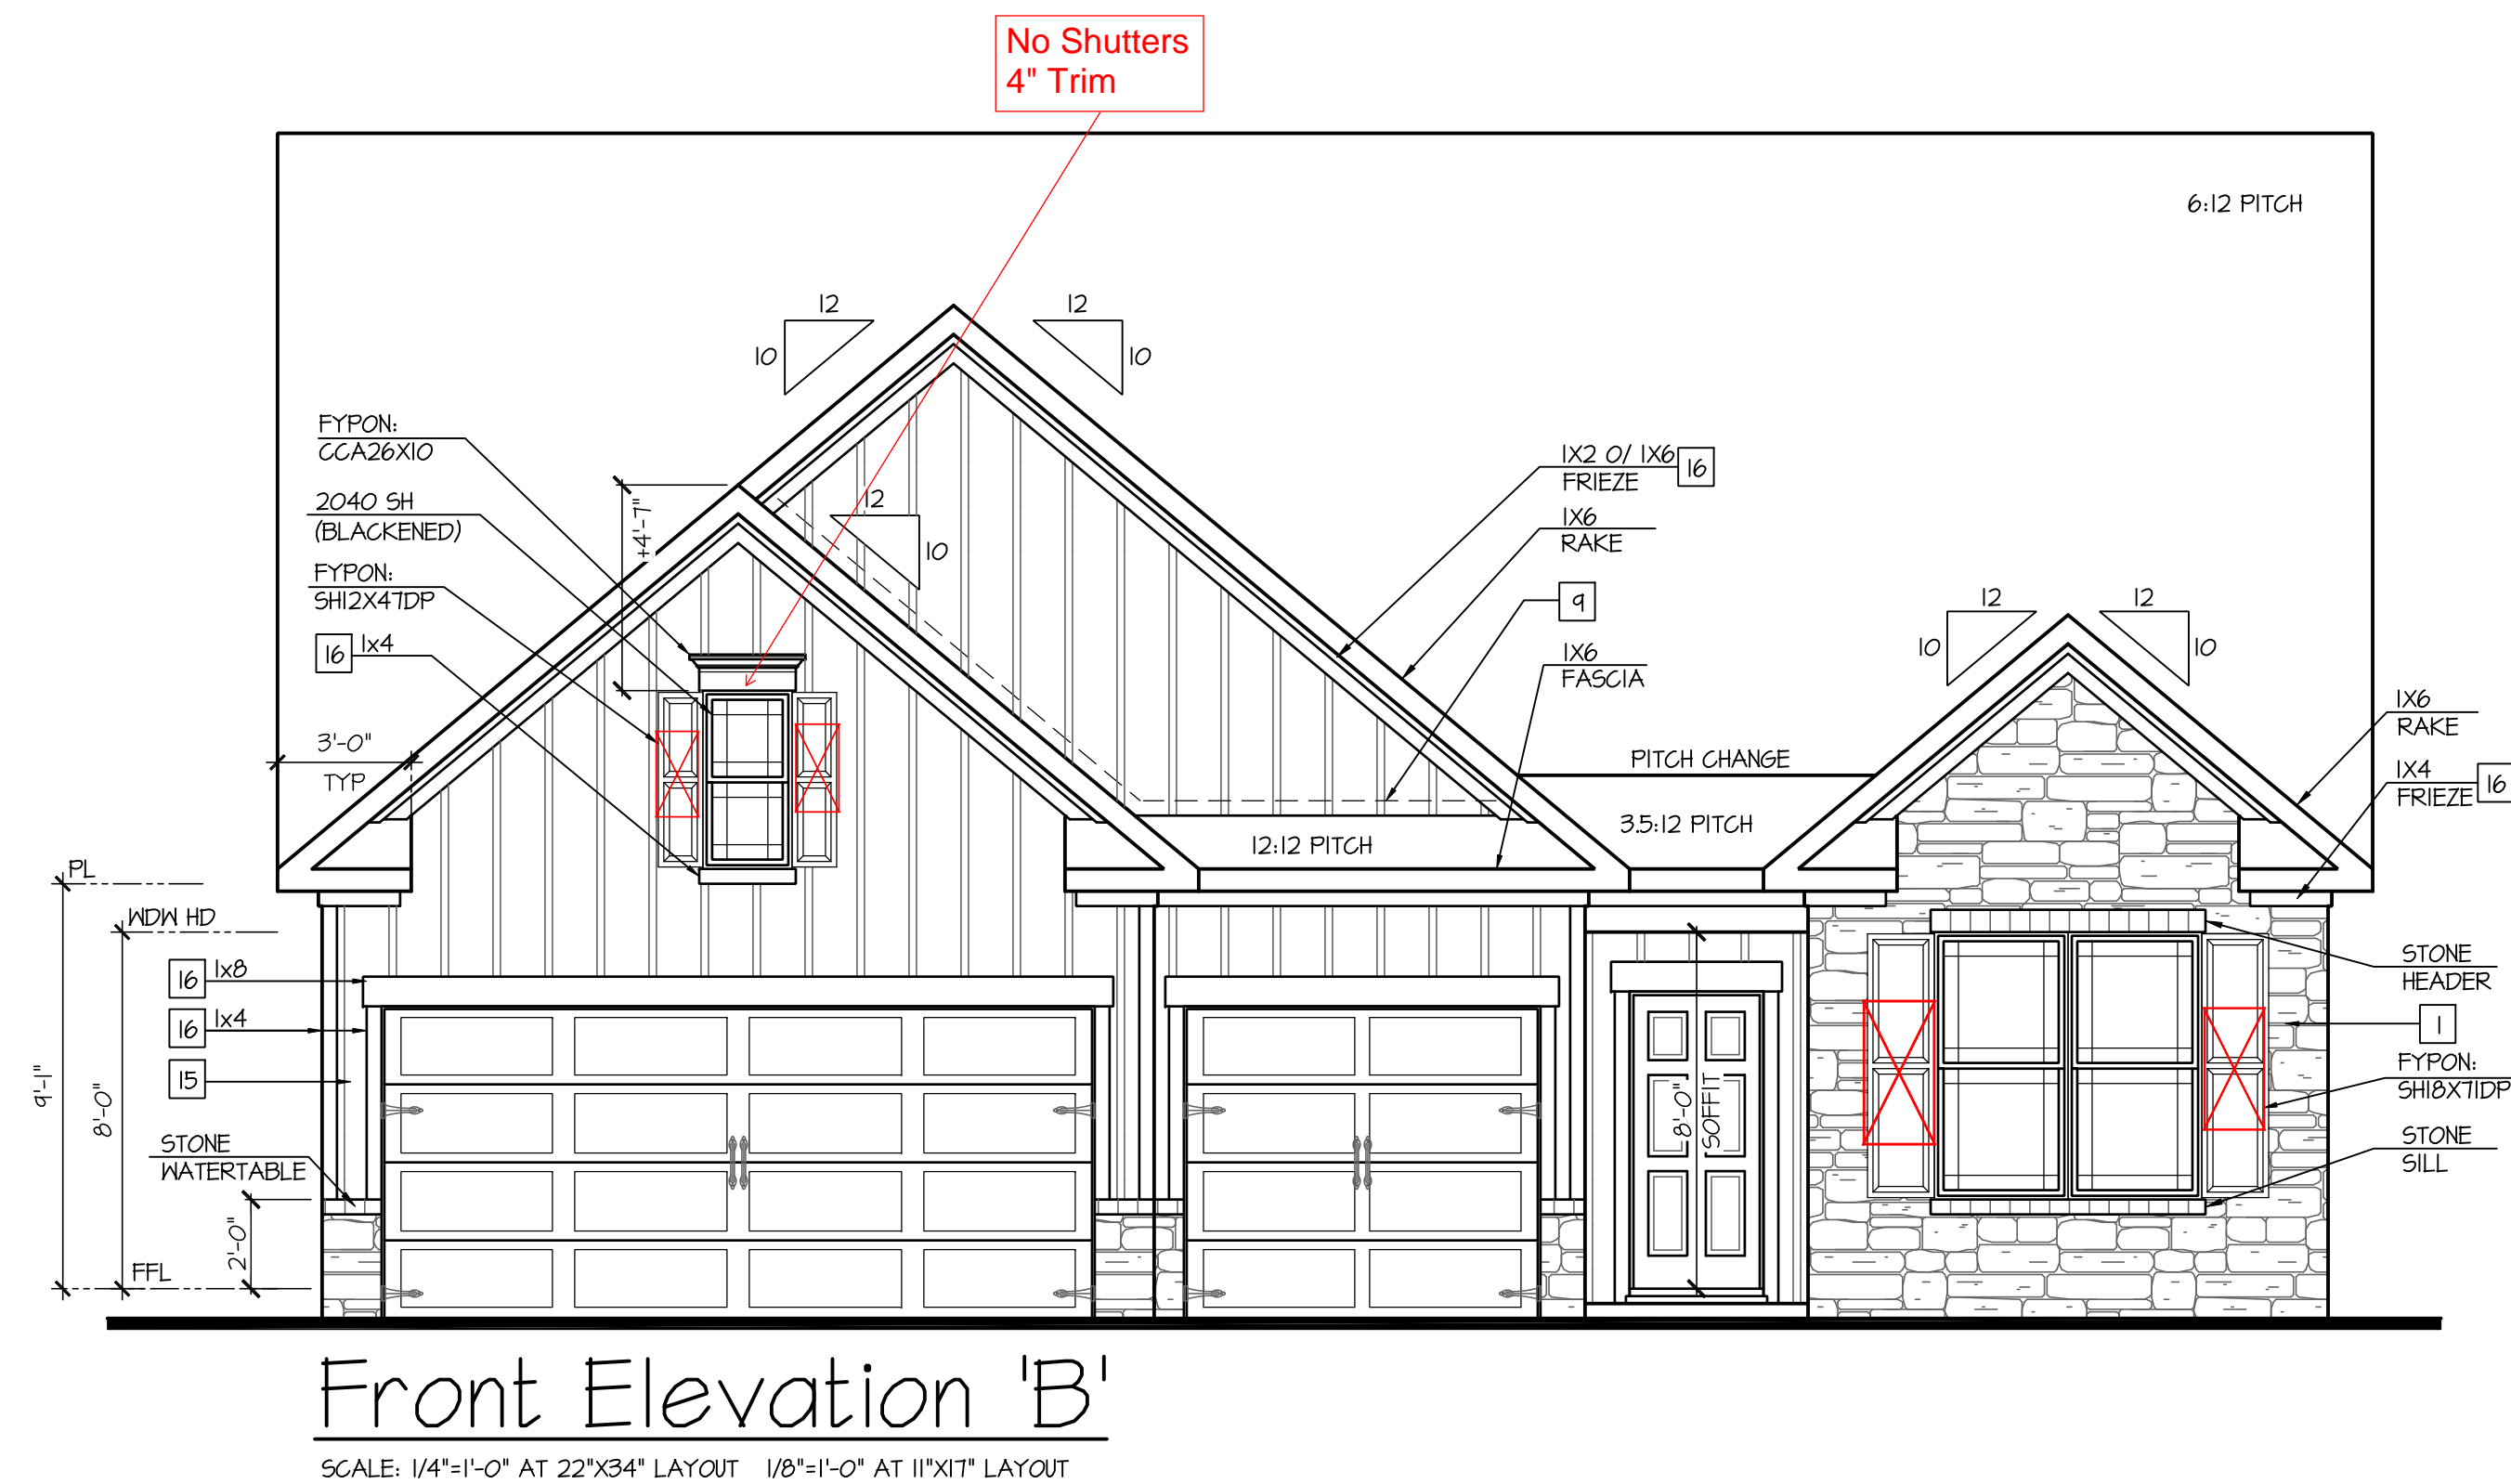 No Shutters
4" Trim
6:12 PITCH
12
12
10
10
FYPON:
CCA26X10
2040 SH
(BLACKENED)
FYPON:
SH12X47DP
16 1x4
+4'-7"
12
10
1X2 O/ 1X6 16
FRIEZE
1X6
RAKE
9
1X6
FASCIA
12
12
10
10
3'-0"
TYP
PITCH CHANGE
3.5:12 PITCH
12:12 PITCH
1X6
RAKE
1X4
FRIEZE 16
PL
WDW HD
16 1x8
16 1x4
15
9'-1"
8'-0"
STONE
WATERTABLE
2'-0"
FFL
8'-0"
SOFFIT
STONE
HEADER
1
FYPON:
SH18X71DP
STONE
SILL
Front Elevation 'B'
SCALE: 1/4"=1'-0" AT 22"X34" LAYOUT 1/8"=1'-0" AT 11"X17" LAYOUT